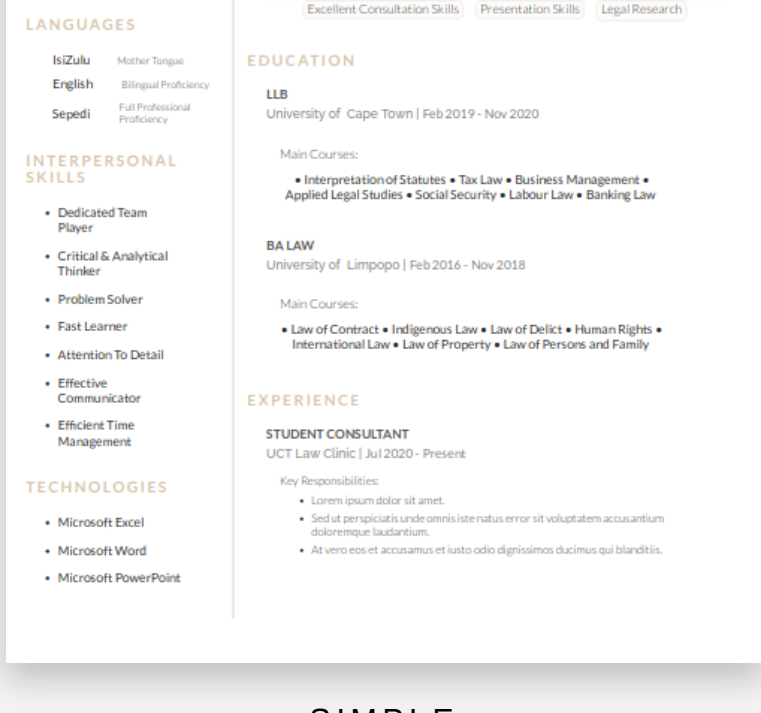 LANGUAGES
IsiZulu Mother Tongue
English Bilingual Proficiency
Sepedi Full Professional
Proficiency
INTERPERSONAL
SKILLS
• Dedicated Team
Player
• Critical & Analytical
Thinker
• Problem Solver
• Fast Learner
• Attention To Detail
• Effective
Communicator
• Efficient Time
Management
TECHNOLOGIES
• Microsoft Excel
• Microsoft Word
• Microsoft PowerPoint
Excellent Consultation Skills Presentation Skills Legal Research
EDUCATION
LLB
University of Cape Town | Feb 2019 - Nov 2020
Main Courses:
• Interpretation of Statutes • Tax Law • Business Management •
Applied Legal Studies • Social Security • Labour Law • Banking Law
BA LAW
University of Limpopo | Feb 2016 - Nov 2018
Main Courses:
• Law of Contract • Indigenous Law • Law of Delict • Human Rights •
International Law • Law of Property • Law of Persons and Family
EXPERIENCE
STUDENT CONSULTANT
UCT Law Clinic | Jul 2020 - Present
Key Responsibilities:
• Lorem ipsum dolor sit amet.
• Sed ut perspiciatis unde omnis iste natus error sit voluptatem accusantium
doloremque laudantium.
• At vero eos et accusamus et iusto odio dignissimos ducimus qui blanditiis.
SIMPLE